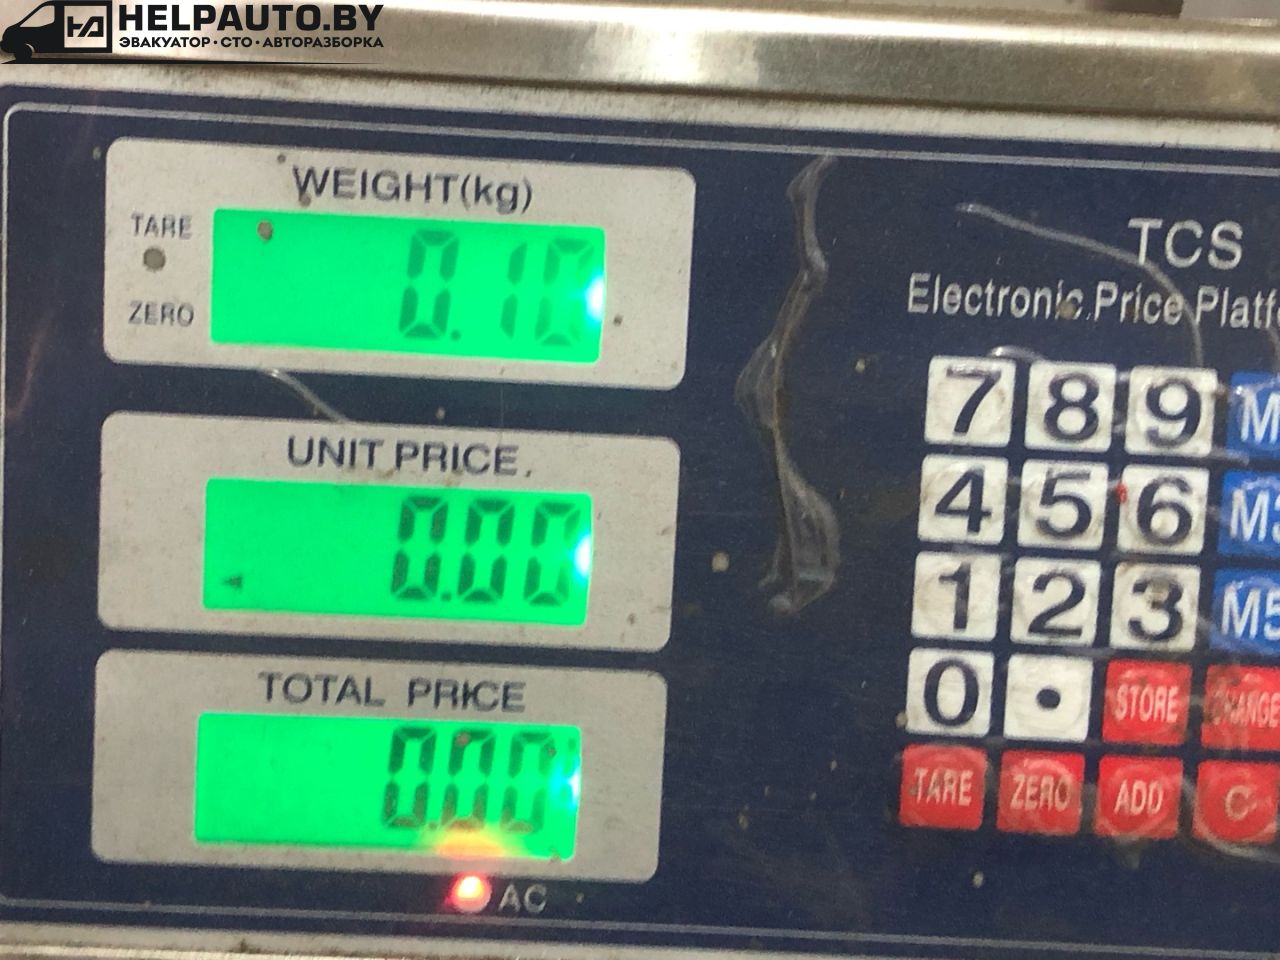 HELPAUTO.BY
ЭВАКУАТОР·СТО·АВТОРАЗБОРКА
WEIGHT(kg)
TARE
0.10
ZERO
UNIT PRICE
0.00
TOTAL PRICE
0.00
AC
TCS
Electronic Price
7 8 9
4 5 6
1 2 3 M5
0 • STORE
TARE ZERO ADD C